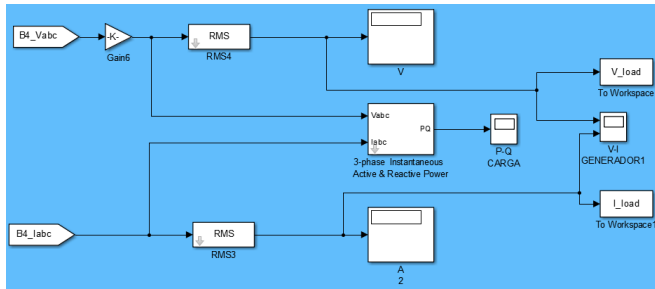 B4_Vabc
-K-
Gain6
RMS
RMS4
V
V_load
To Workspace
Vabc
Iabc
PQ
3-phase Instantaneous
Active & Reactive Power
P-Q
CARGA
V-I
GENERADOR1
B4_Iabc
RMS
RMS3
A
2
I_load
To Workspace1